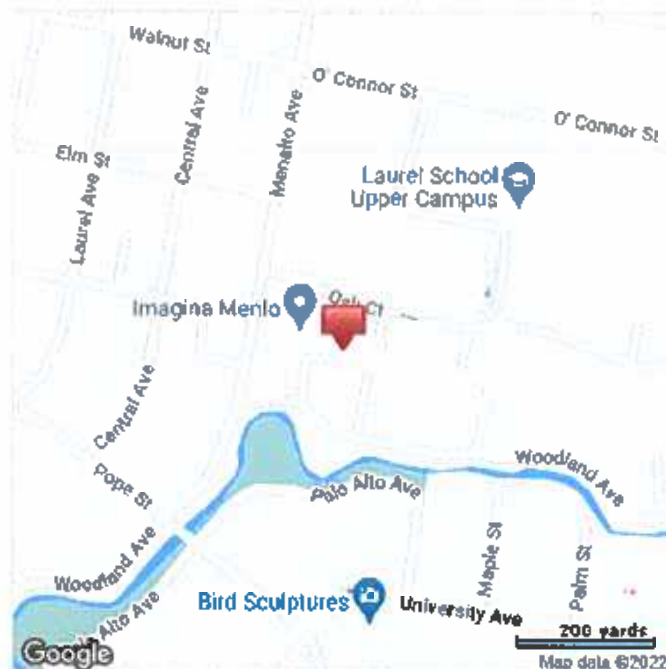 Walnut St
O' Connor St
O' Connor St
Elm St
Central Ave
Menalto Ave
Laurel Ave
Laurel School
Upper Campus
Imagina Menlo
Ct
Central Ave
Pope St
Woodland Ave
Palo Alto Ave
Woodland Ave
Maple St
Palm St
Bird Sculptures
University Ave
Alto Ave
200 yards
Google
Map data ©2022